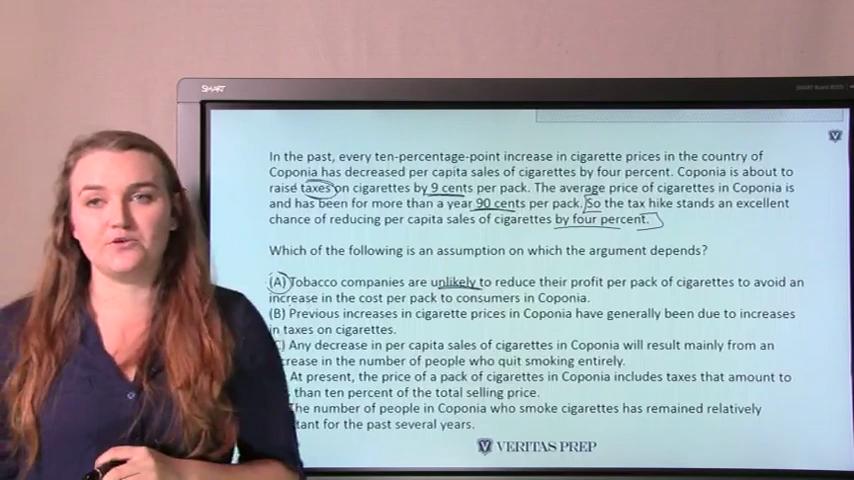 SMART
In the past, every ten-percentage-point increase in cigarette prices in the country of
Coponia has decreased per capita sales of cigarettes by four percent. Coponia is about to
raise taxes on cigarettes by 9 cents per pack. The average price of cigarettes in Coponia is
and has been for more than a year 90 cents per pack. So the tax hike stands an excellent
chance of reducing per capita sales of cigarettes by four percent.
Which of the following is an assumption on which the argument depends?
(A) Tobacco companies are unlikely to reduce their profit per pack of cigarettes to avoid an
increase in the cost per pack to consumers in Coponia.
(B) Previous increases in cigarette prices in Coponia have generally been due to increases
in taxes on cigarettes.
C) Any decrease in per capita sales of cigarettes in Coponia will result mainly from an
crease in the number of people who quit smoking entirely.
At present, the price of a pack of cigarettes in Coponia includes taxes that amount to
than ten percent of the total selling price.
The number of people in Coponia who smoke cigarettes has remained relatively
tant for the past several years.
VERITAS PREP